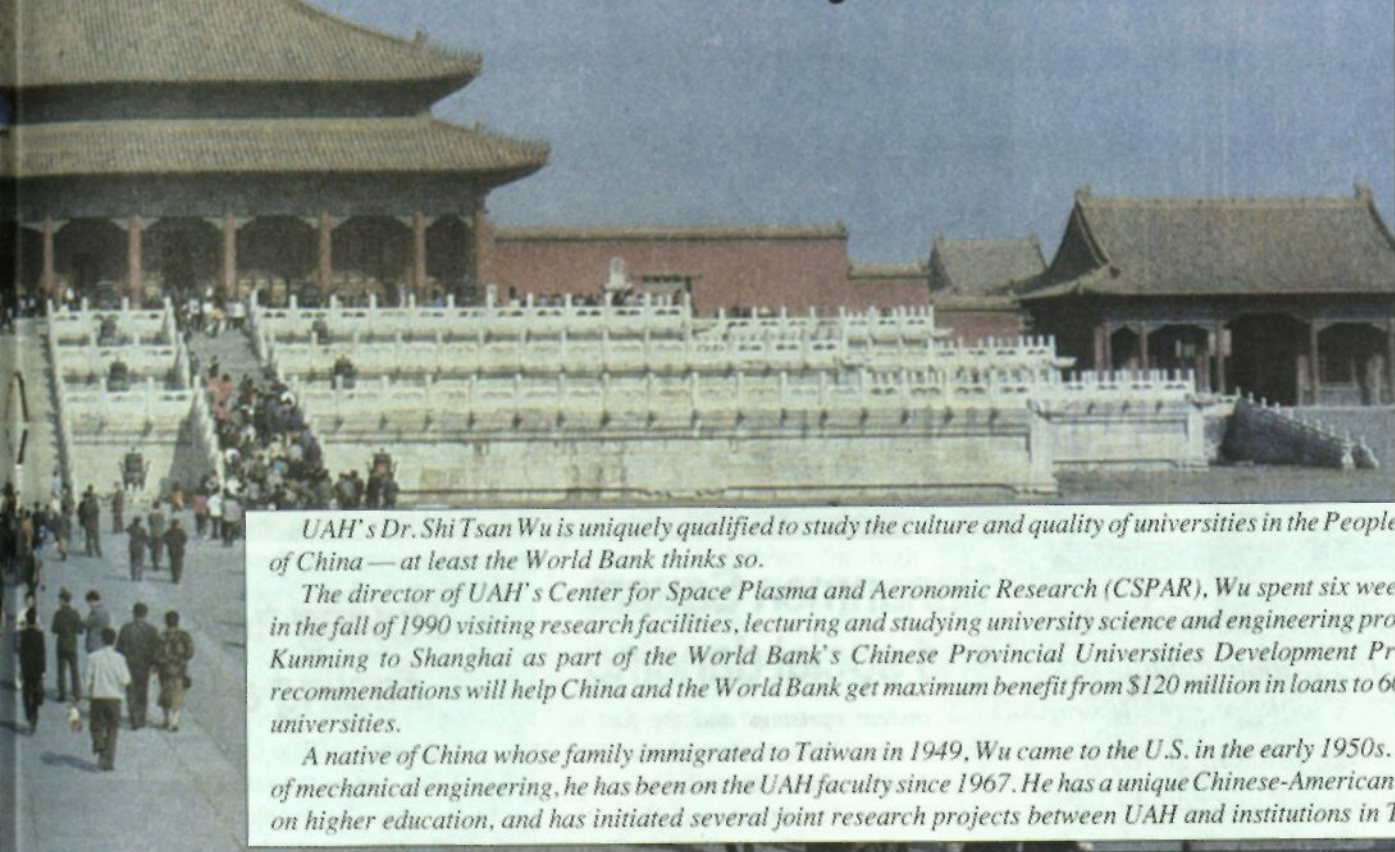 UAH's Dr. Shi Tsan Wu is uniquely qualified to study the culture and quality of universities in the People
of China — at least the World Bank thinks so.
The director of UAH's Center for Space Plasma and Aeronomic Research (CSPAR), Wu spent six wee
in the fall of 1990 visiting research facilities, lecturing and studying university science and engineering pro
Kunming to Shanghai as part of the World Bank's Chinese Provincial Universities Development Pr
recommendations will help China and the World Bank get maximum benefit from $120 million in loans to 60
universities.
A native of China whose family immigrated to Taiwan in 1949, Wu came to the U.S. in the early 1950s.
of mechanical engineering, he has been on the UAH faculty since 1967. He has a unique Chinese-American
on higher education, and has initiated several joint research projects between UAH and institutions in